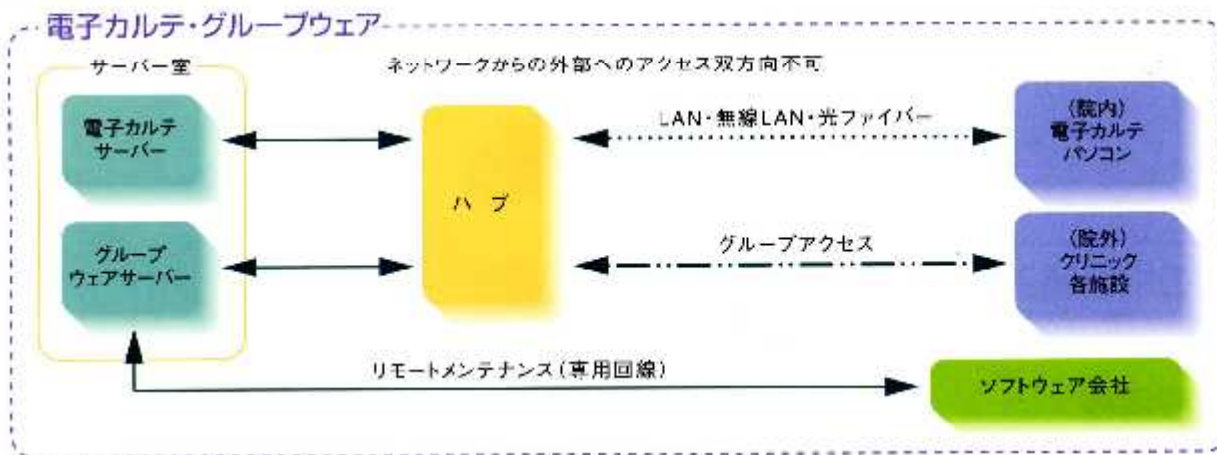 電子カルテ・グループウェア
サーバー室
ネットワークからの外部へのアクセス双方向不可
電子カルテ
サーバー
LAN・無線LAN・光ファイバー
(院内)
電子カルテ
パソコン
ハブ
グループ
ウェアサーバー
グループアクセス
(院外)
クリニック
各施設
リモートメンテナンス(専用回線)
ソフトウェア会社